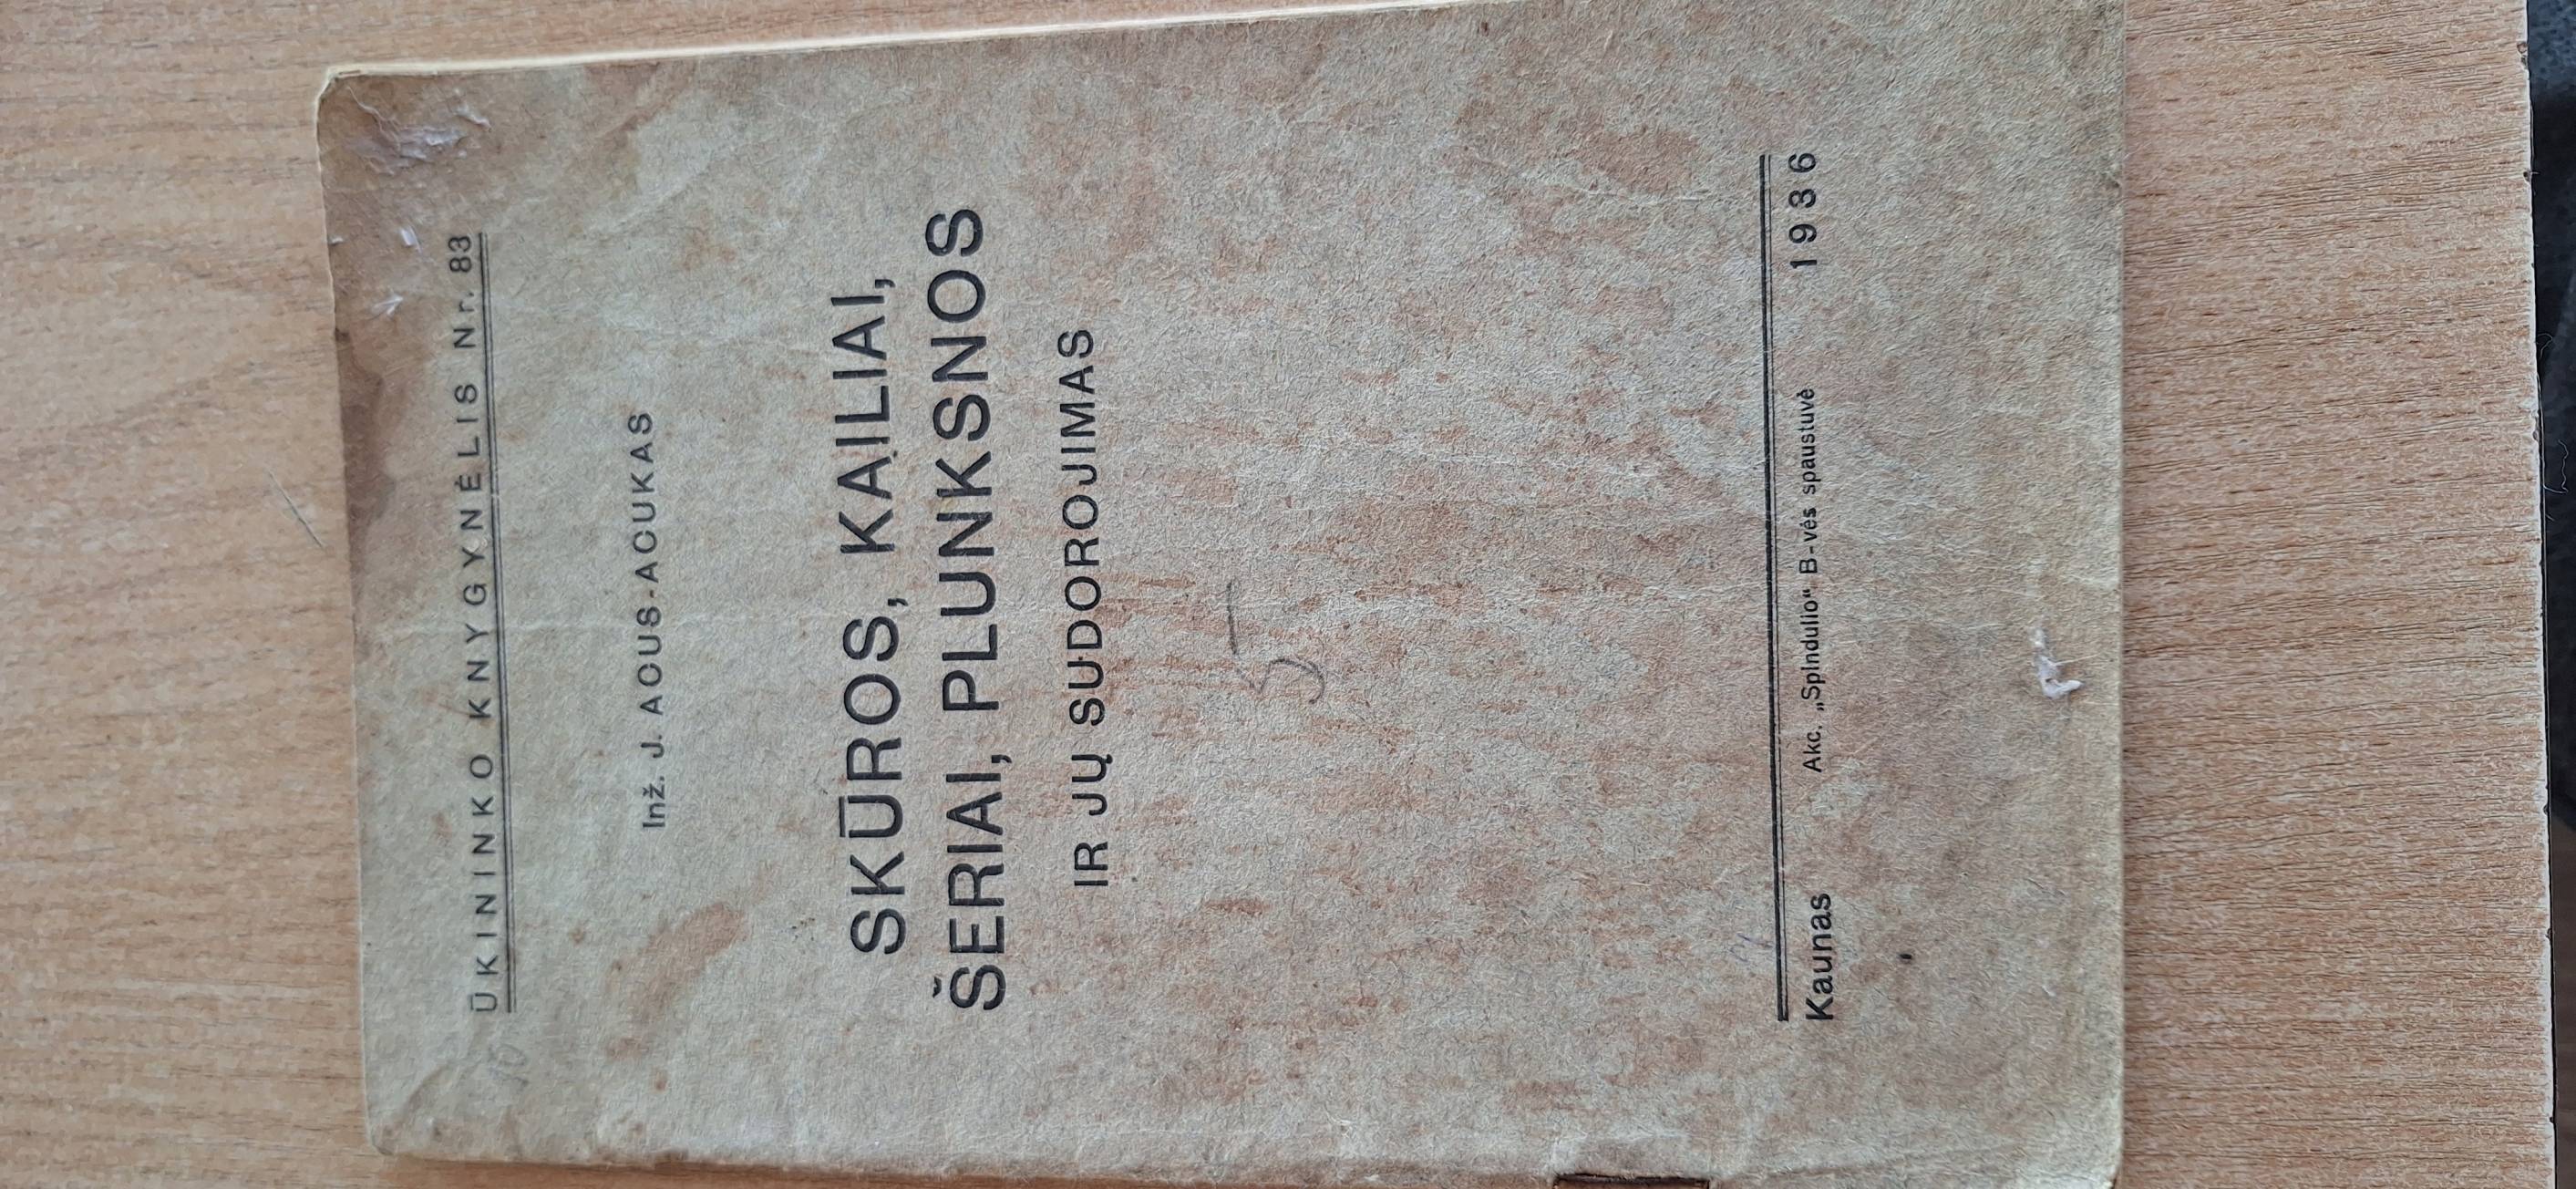 ŪKININKO KNYGYNĖLIS Nr. 83
Inž. J. ACUS-ACUKAS
SKŪROS, KAILIAI,
ŠERIAI, PLUNKSNOS
IR JŲ SUDOROJIMAS
Kaunas Akc. „Spindulio“ B-vės spaustuvė 1936